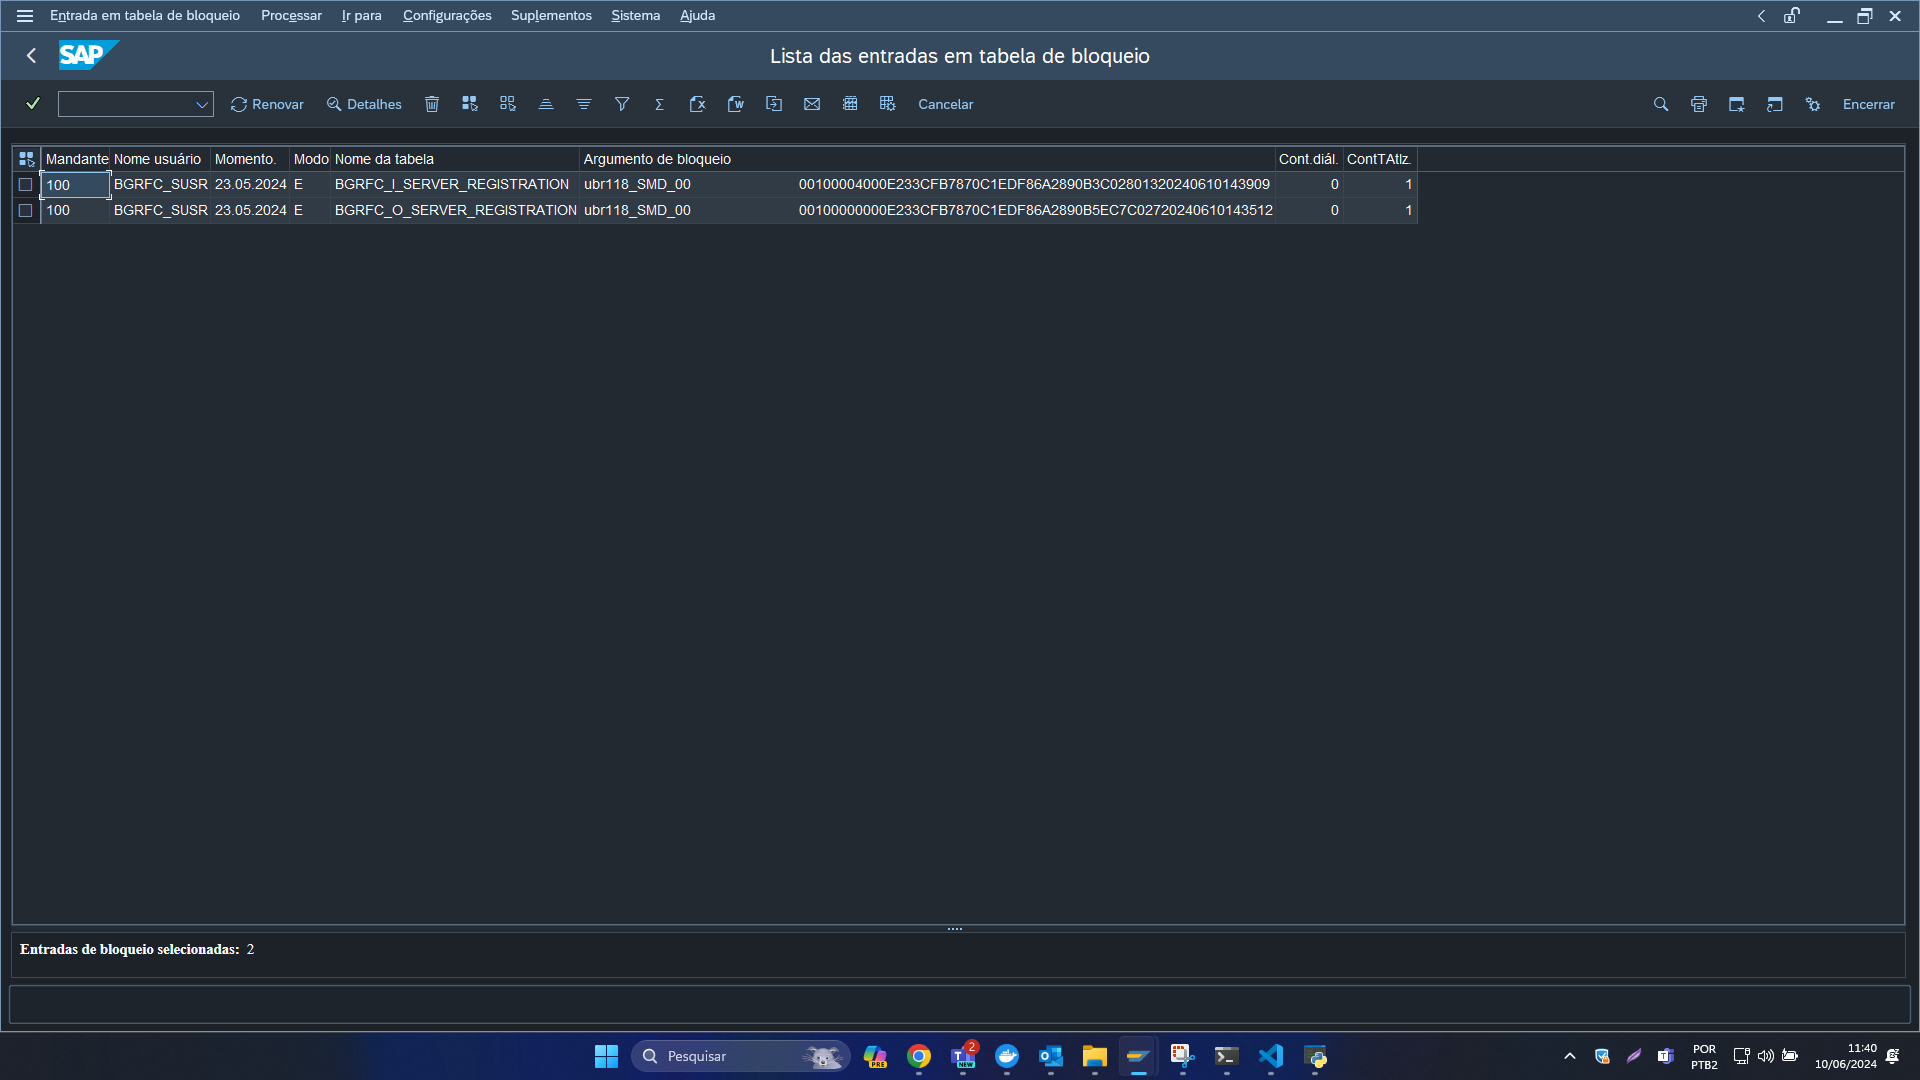 Entrada em tabela de bloqueio Processar Ir para Configurações Suplementos Sistema Ajuda
SAP Lista das entradas em tabela de bloqueio
Renovar Detalhes Cancelar Encerrar
Mandante Nome usuário Momento. Modo Nome da tabela Argumento de bloqueio Cont.diál. ContTAtlz.
100 BGRFC_SUSR 23.05.2024 E BGRFC_I_SERVER_REGISTRATION ubr118_SMD_00 00100004000E233CFB7870C1EDF86A2890B3C02801320240610143909 0 1
100 BGRFC_SUSR 23.05.2024 E BGRFC_O_SERVER_REGISTRATION ubr118_SMD_00 00100000000E233CFB7870C1EDF86A2890B5EC7C02720240610143512 0 1
Entradas de bloqueio selecionadas: 2
Pesquisar PRE 2 NEW POR 11:40
PTB2 10/06/2024